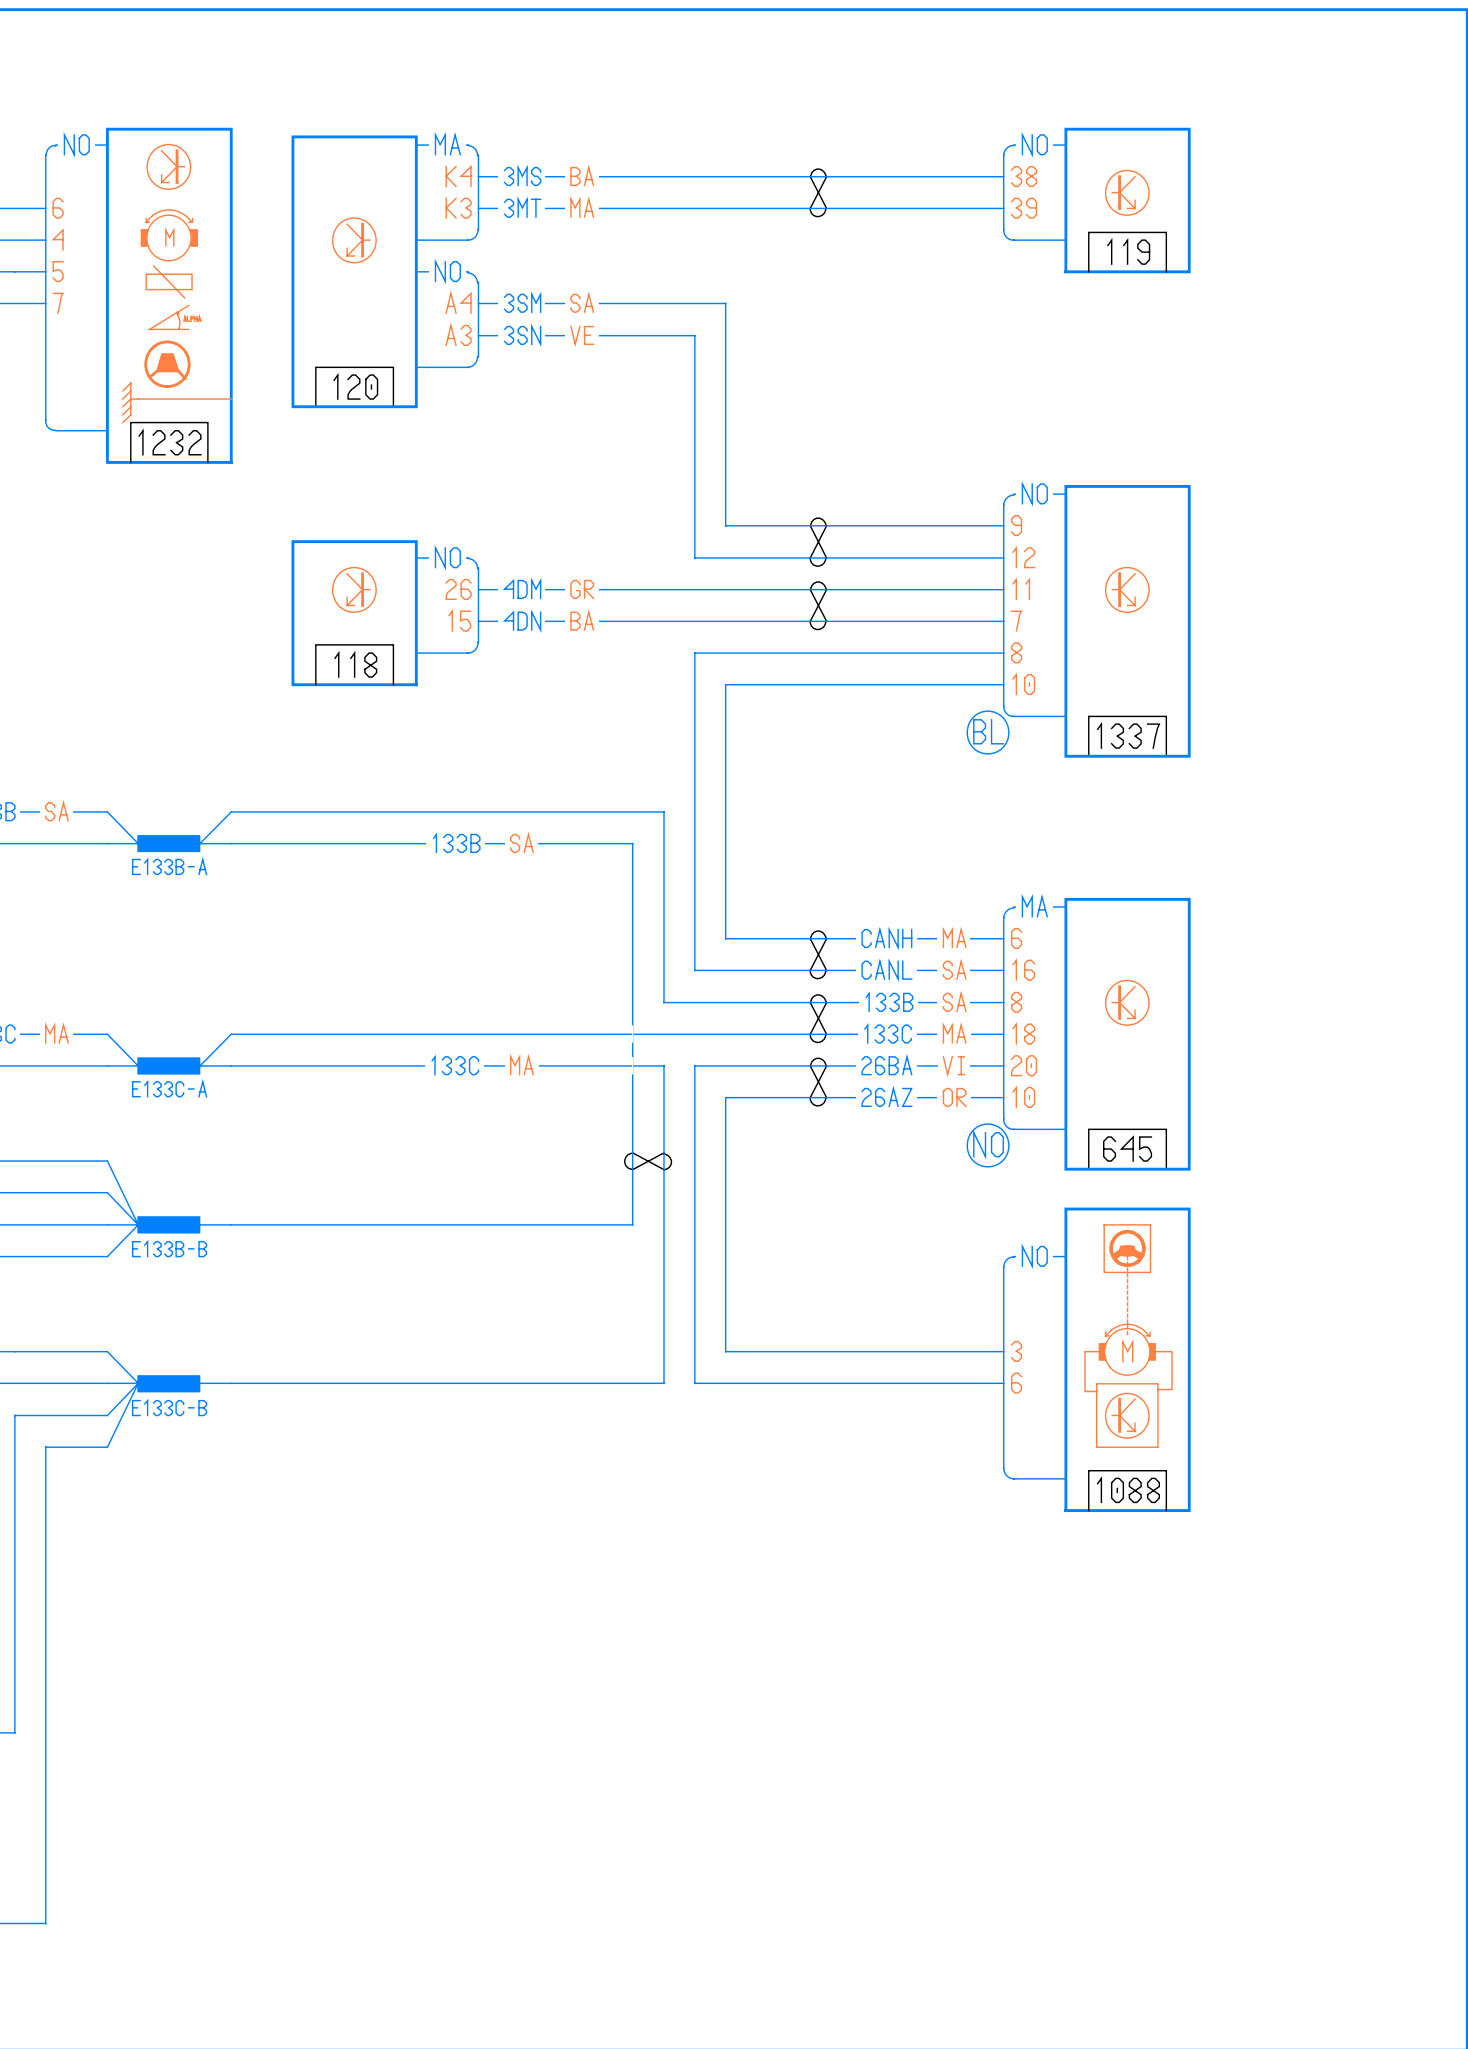 NO
6
4
5
7
M
ALPHA
1232
MA
K4 3MS BA
K3 3MT MA
NO
A4 3SM SA
A3 3SN VE
120
NO
38
39
119
NO
26 4DM GR
15 4DN BA
118
NO
9
12
11
7
8
10
BL
1337
B SA
E133B-A
133B SA
C MA
E133C-A
133C MA
MA
CANH MA 6
CANL SA 16
133B SA 8
133C MA 18
26BA VI 20
26AZ OR 10
NO
645
E133B-B
E133C-B
NO
3
6
M
1088